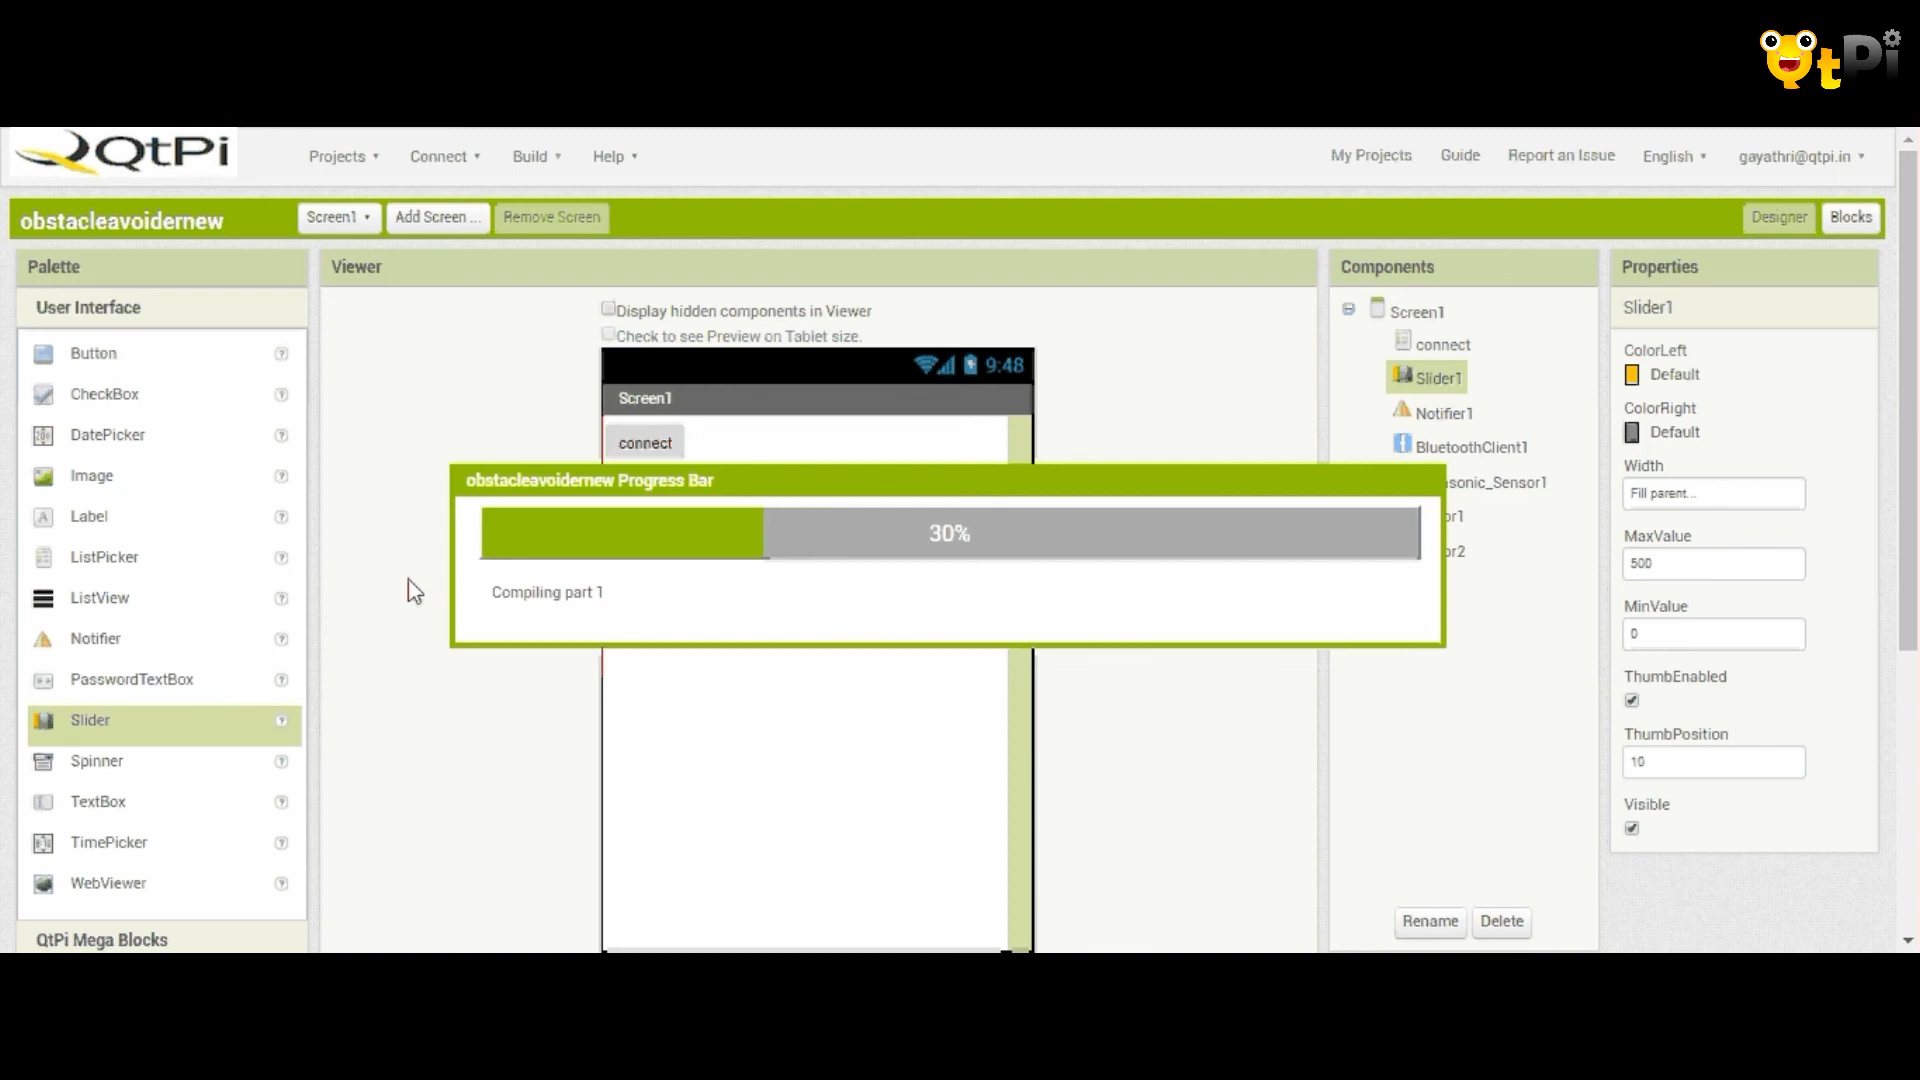 QtPi
QtPi
Projects
Connect
Build
Help
My Projects
Guide
Report an Issue
English
gayathri@qtpi.in
obstacleavoidernew
Screen1
Add Screen ...
Remove Screen
Designer
Blocks
Palette
User Interface
Button
CheckBox
DatePicker
Image
Label
ListPicker
ListView
Notifier
PasswordTextBox
Slider
Spinner
TextBox
TimePicker
WebViewer
QtPi Mega Blocks
Viewer
Display hidden components in Viewer
Check to see Preview on Tablet size.
9:48
Screen1
connect
obstacleavoidernew Progress Bar
30%
Compiling part 1
Components
Screen1
connect
Slider1
Notifier1
BluetoothClient1
asonic_Sensor1
or1
or2
Rename
Delete
Properties
Slider1
ColorLeft
Default
ColorRight
Default
Width
Fill parent...
MaxValue
500
MinValue
0
ThumbEnabled
ThumbPosition
10
Visible